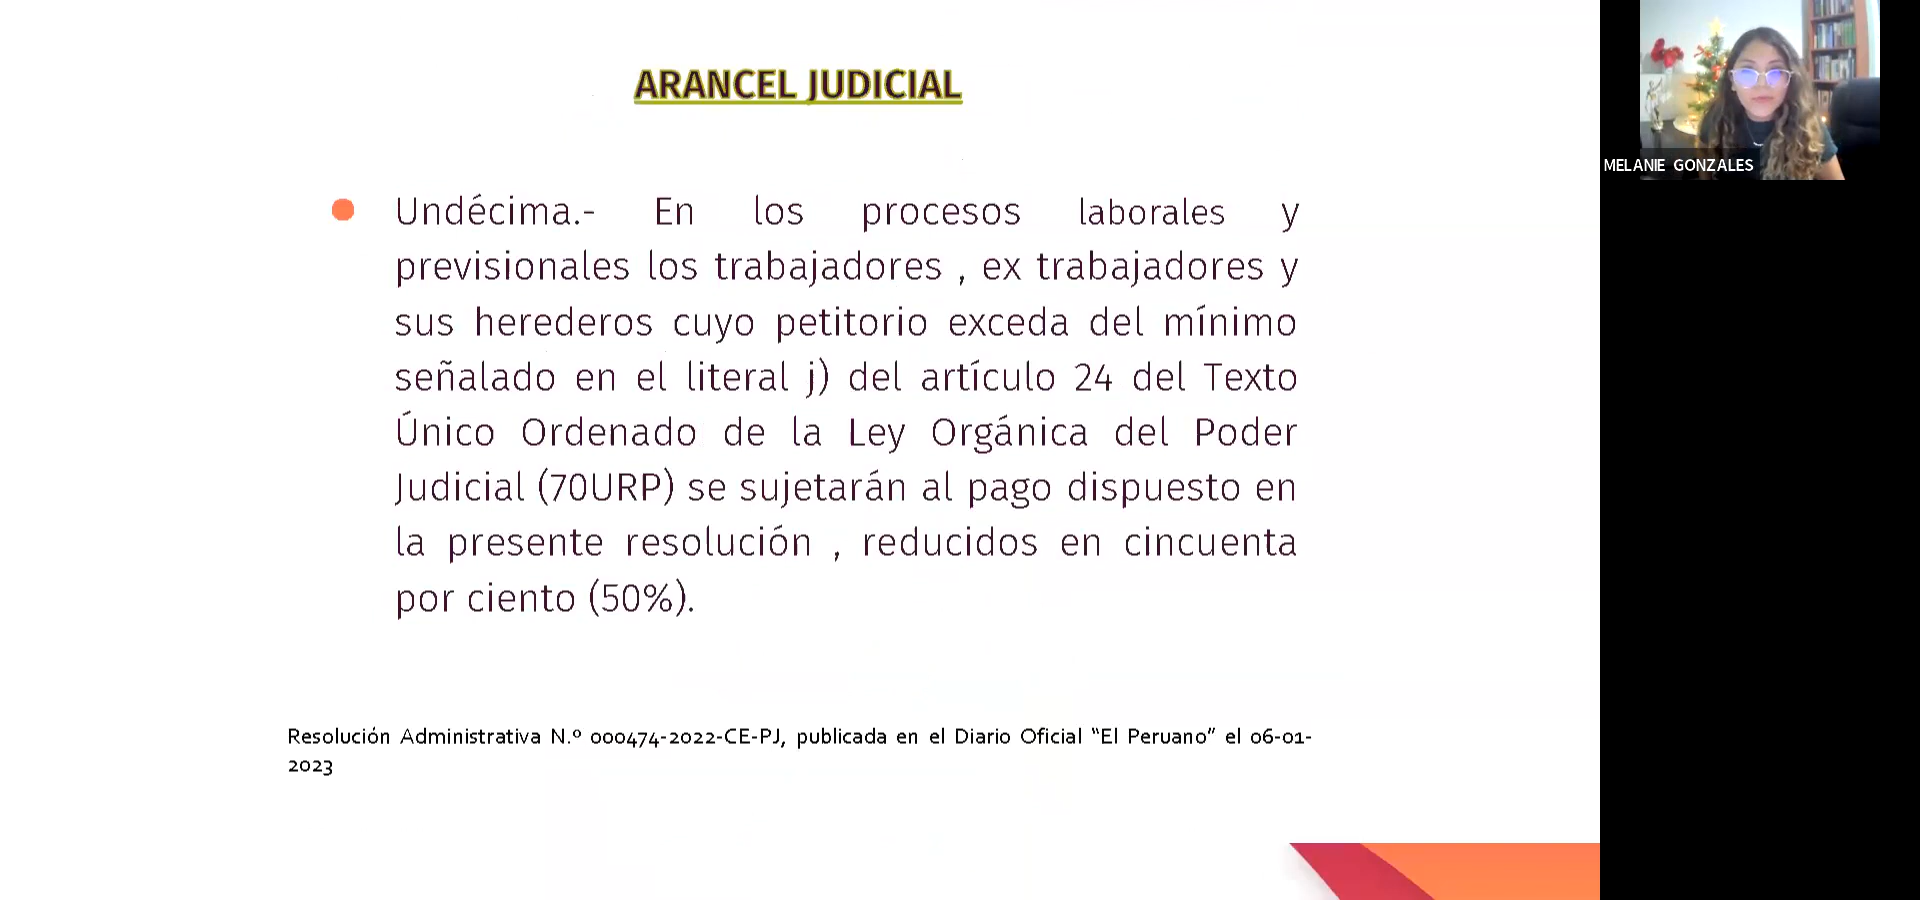 ARANCEL JUDICIAL
Undécima.- En los procesos laborales y
previsionales los trabajadores , ex trabajadores y
sus herederos cuyo petitorio exceda del mínimo
señalado en el literal j) del artículo 24 del Texto
Único Ordenado de la Ley Orgánica del Poder
Judicial (70URP) se sujetarán al pago dispuesto en
la presente resolución , reducidos en cincuenta
por ciento (50%).
Resolución Administrativa N.º 000474-2022-CE-PJ, publicada en el Diario Oficial “El Peruano” el 06-01-
2023
MELANIE GONZALES